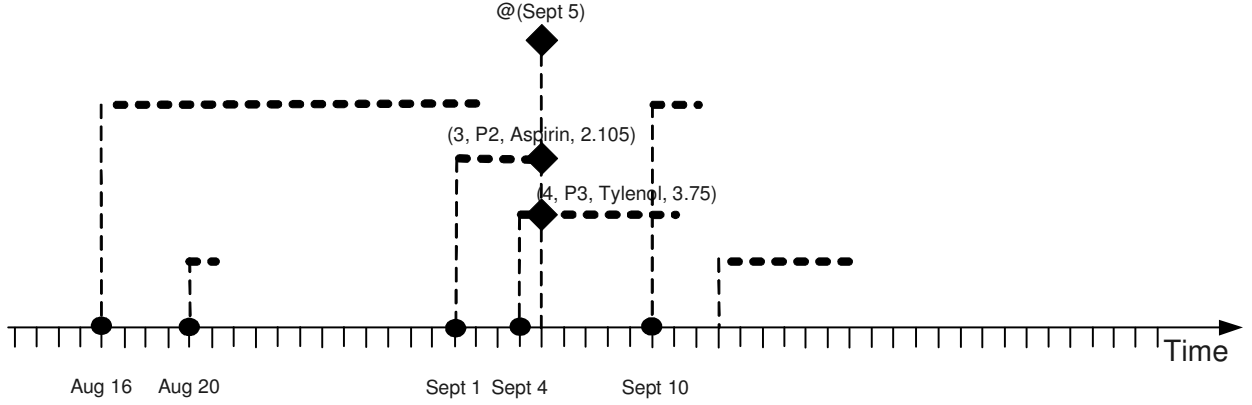 @(Sept 5)
(3, P2, Aspirin, 2.105)
(4, P3, Tylenol, 3.75)
Time
Aug 16 Aug 20 Sept 1 Sept 4 Sept 10